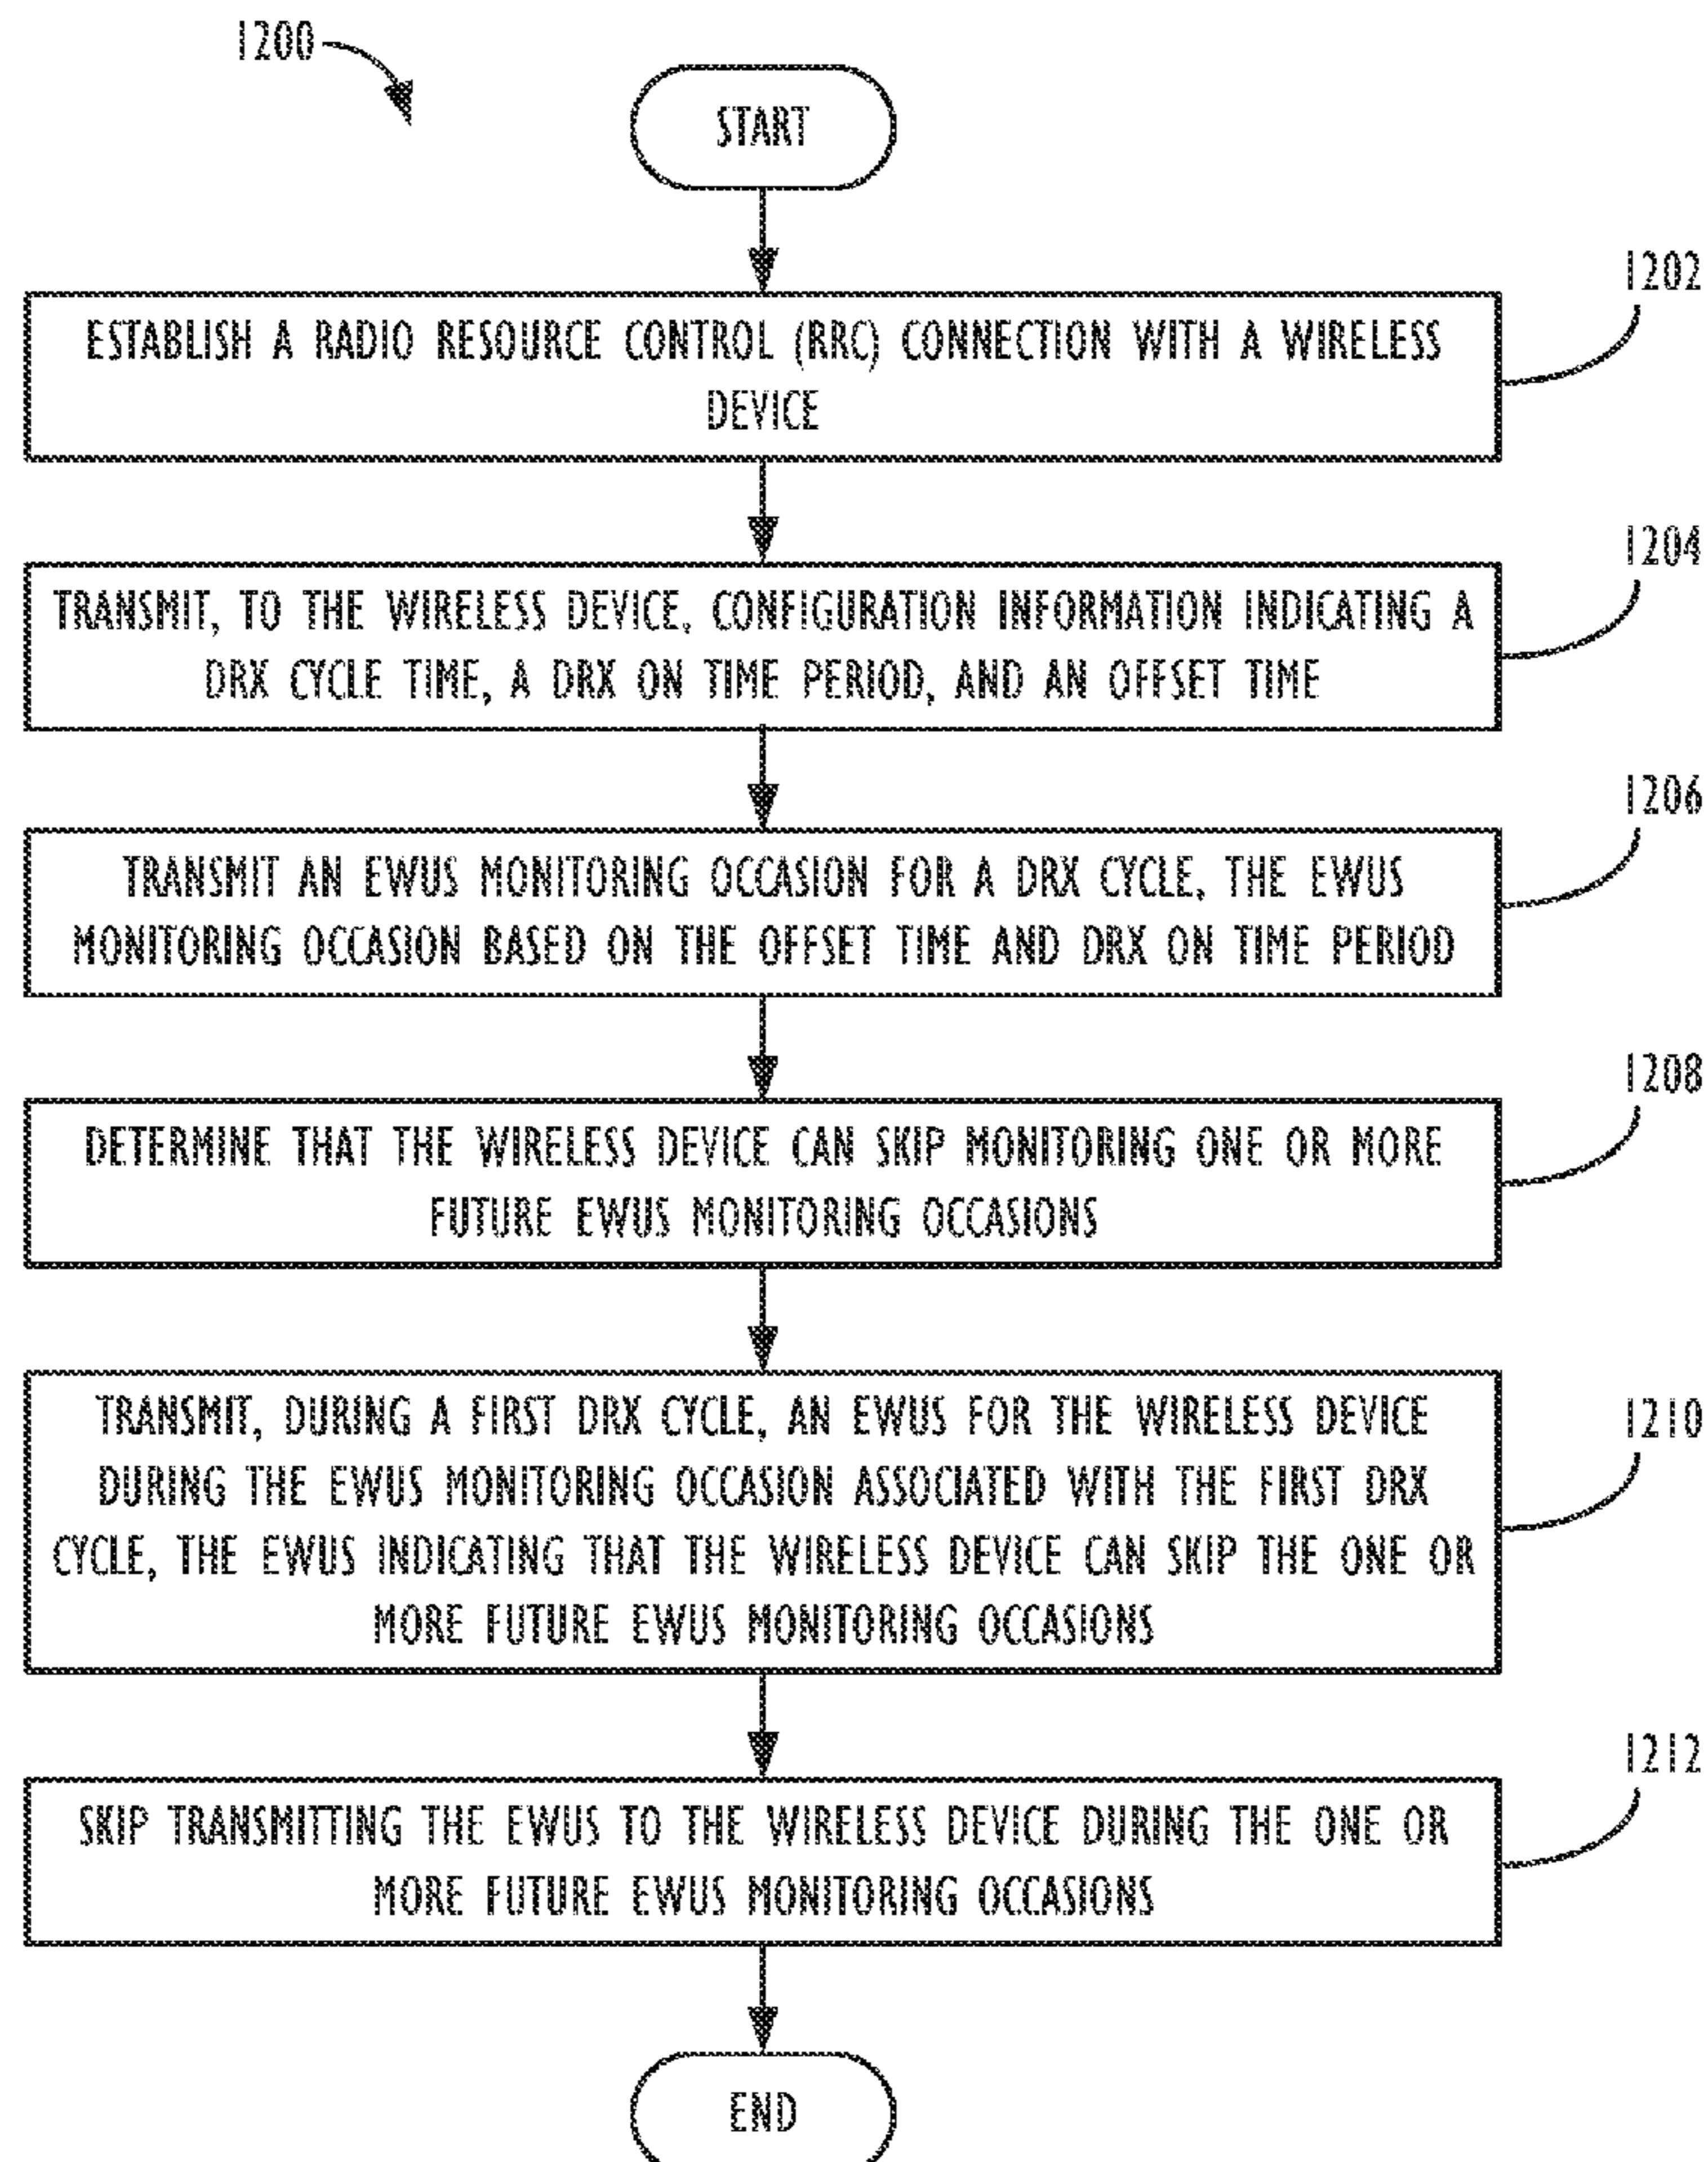 1200
START
1202
ESTABLISH A RADIO RESOURCE CONTROL (RRC) CONNECTION WITH A WIRELESS
DEVICE
1204
TRANSMIT, TO THE WIRELESS DEVICE, CONFIGURATION INFORMATION INDICATING A
DRX CYCLE TIME, A DRX ON TIME PERIOD, AND AN OFFSET TIME
1206
TRANSMIT AN EWUS MONITORING OCCASION FOR A DRX CYCLE, THE EWUS
MONITORING OCCASION BASED ON THE OFFSET TIME AND DRX ON TIME PERIOD
1208
DETERMINE THAT THE WIRELESS DEVICE CAN SKIP MONITORING ONE OR MORE
FUTURE EWUS MONITORING OCCASIONS
1210
TRANSMIT, DURING A FIRST DRX CYCLE, AN EWUS FOR THE WIRELESS DEVICE
DURING THE EWUS MONITORING OCCASION ASSOCIATED WITH THE FIRST DRX
CYCLE, THE EWUS INDICATING THAT THE WIRELESS DEVICE CAN SKIP THE ONE OR
MORE FUTURE EWUS MONITORING OCCASIONS
1212
SKIP TRANSMITTING THE EWUS TO THE WIRELESS DEVICE DURING THE ONE OR
MORE FUTURE EWUS MONITORING OCCASIONS
END